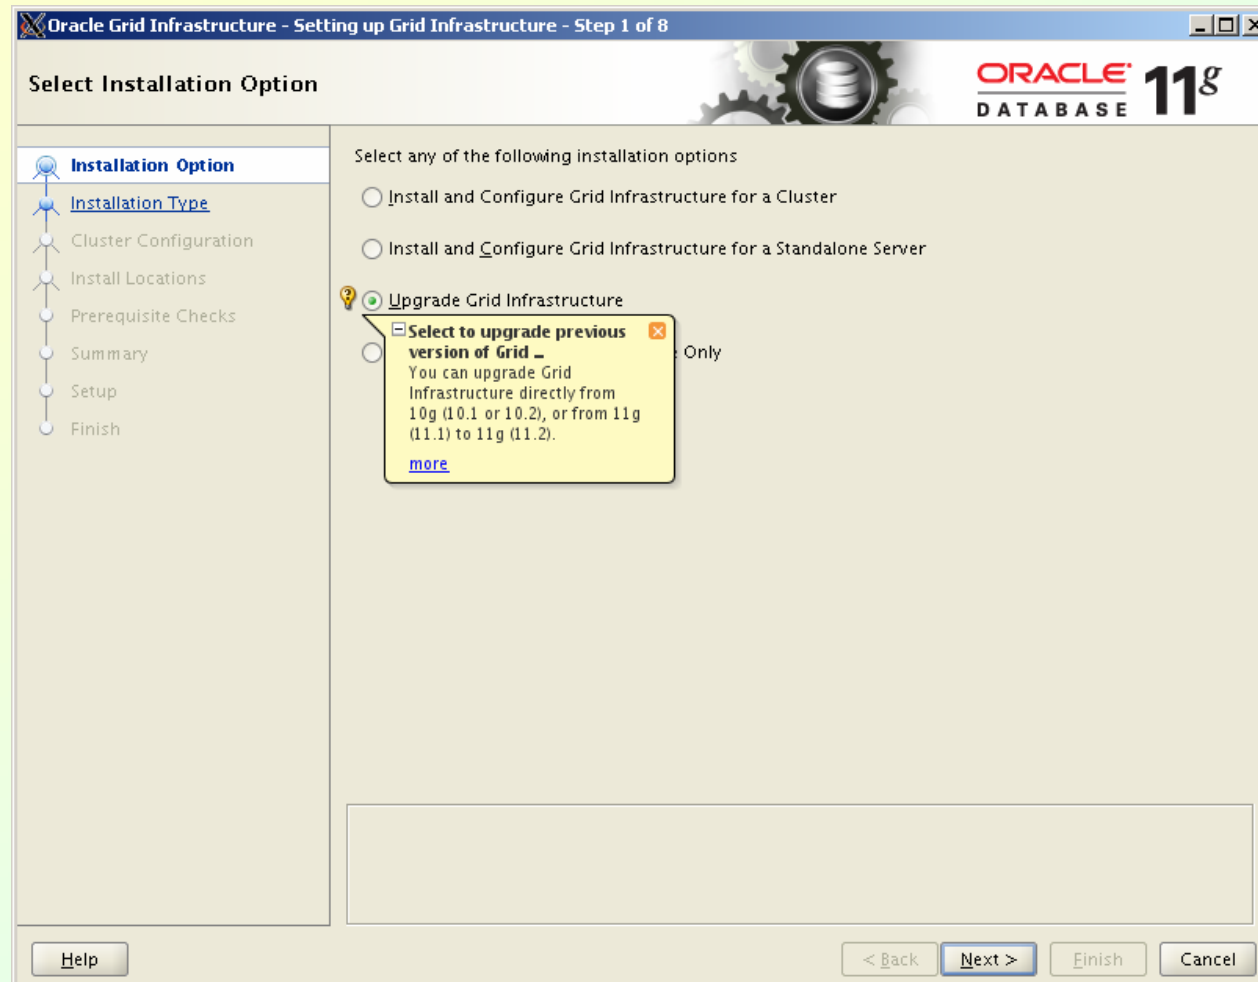 Oracle Grid Infrastructure - Setting up Grid Infrastructure - Step 1 of 8
Select Installation Option
ORACLE
DATABASE
11g
Installation Option
Installation Type
Cluster Configuration
Install Locations
Prerequisite Checks
Summary
Setup
Finish
Select any of the following installation options
Install and Configure Grid Infrastructure for a Cluster
Install and Configure Grid Infrastructure for a Standalone Server
Upgrade Grid Infrastructure
Only
Select to upgrade previous
version of Grid ...
You can upgrade Grid
Infrastructure directly from
10g (10.1 or 10.2), or from 11g
(11.1) to 11g (11.2).
more
Help
< Back
Next >
Finish
Cancel